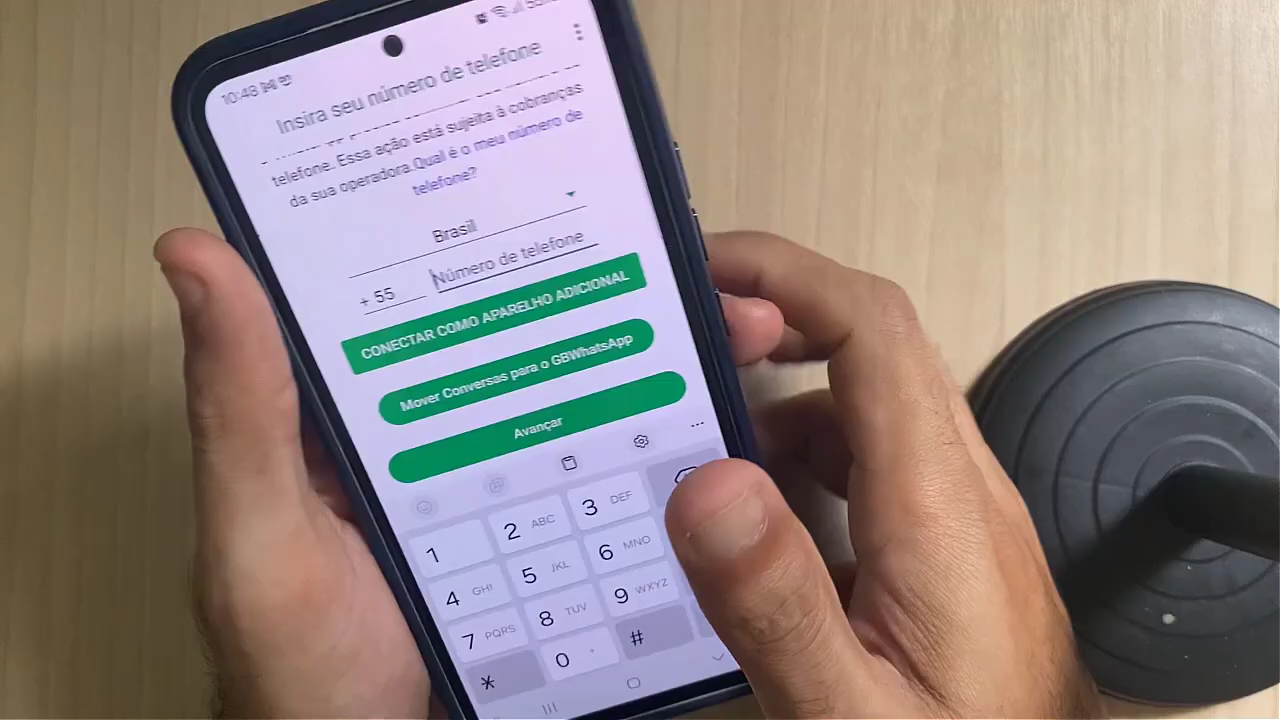 10:48
Insira seu número de telefone
telefone. Essa ação está sujeita à cobranças
da sua operadora.Qual é o meu número de
telefone?
Brasil
+ 55 Número de telefone
CONECTAR COMO APARELHO ADICIONAL
Mover Conversas para o GBWhatsApp
Avançar
1
2 ABC
3 DEF
4 GHI
5 JKL
6 MNO
7 PQRS
8 TUV
9 WXYZ
*
0
#